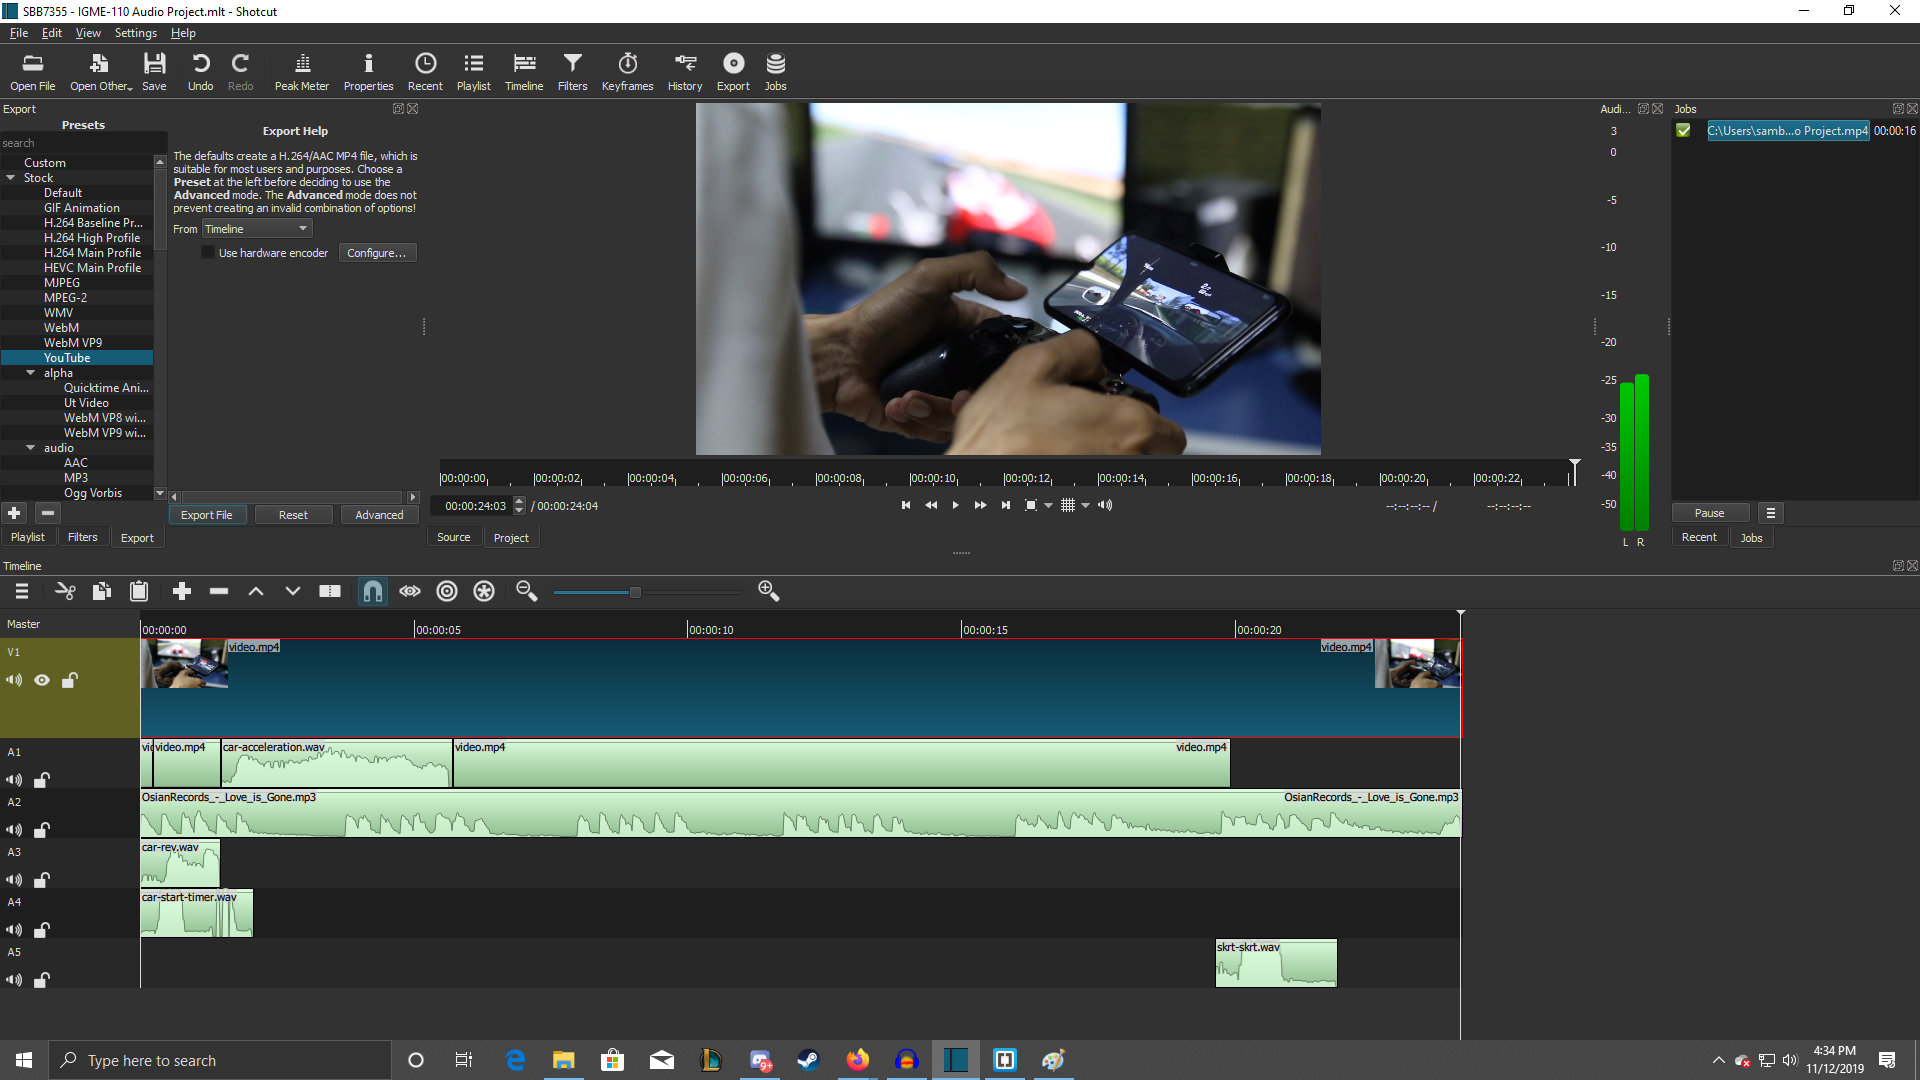 SBB7355 - IGME-110 Audio Project.mlt - Shotcut
File Edit View Settings Help
Open File Open Other Save Undo Redo Peak Meter Properties Recent Playlist Timeline Filters Keyframes History Export Jobs
Export
Presets
search
Custom
Stock
Default
GIF Animation
H.264 Baseline Pr...
H.264 High Profile
H.264 Main Profile
HEVC Main Profile
MJPEG
MPEG-2
WMV
WebM
WebM VP9
YouTube
alpha
Quicktime Ani...
Ut Video
WebM VP8 wi...
WebM VP9 wi...
audio
AAC
MP3
Ogg Vorbis
Export Help
The defaults create a H.264/AAC MP4 file, which is
suitable for most users and purposes. Choose a
Preset at the left before deciding to use the
Advanced mode. The Advanced mode does not
prevent creating an invalid combination of options!
From Timeline
Use hardware encoder Configure...
Export File Reset Advanced
Playlist Filters Export
00:00:00 00:00:02 00:00:04 00:00:06 00:00:08 00:00:10 00:00:12 00:00:14 00:00:16 00:00:18 00:00:20 00:00:22
00:00:24:03 / 00:00:24:04
--:--:--:-- / --:--:--:--
Source Project
Audi...
3
0
-5
-10
-15
-20
-25
-30
-35
-40
-50
L R
Jobs
C:\Users\samb...o Project.mp4 00:00:16
Pause
Recent Jobs
Timeline
Master
00:00:00 00:00:05 00:00:10 00:00:15 00:00:20
V1
video.mp4 video.mp4
A1
vid video.mp4 car-acceleration.wav video.mp4 video.mp4
A2
OsianRecords_-_Love_is_Gone.mp3 OsianRecords_-_Love_is_Gone.mp3
A3
car-rev.wav
A4
car-start-timer.wav
A5
skrt-skrt.wav
Type here to search
9+
4:34 PM
11/12/2019